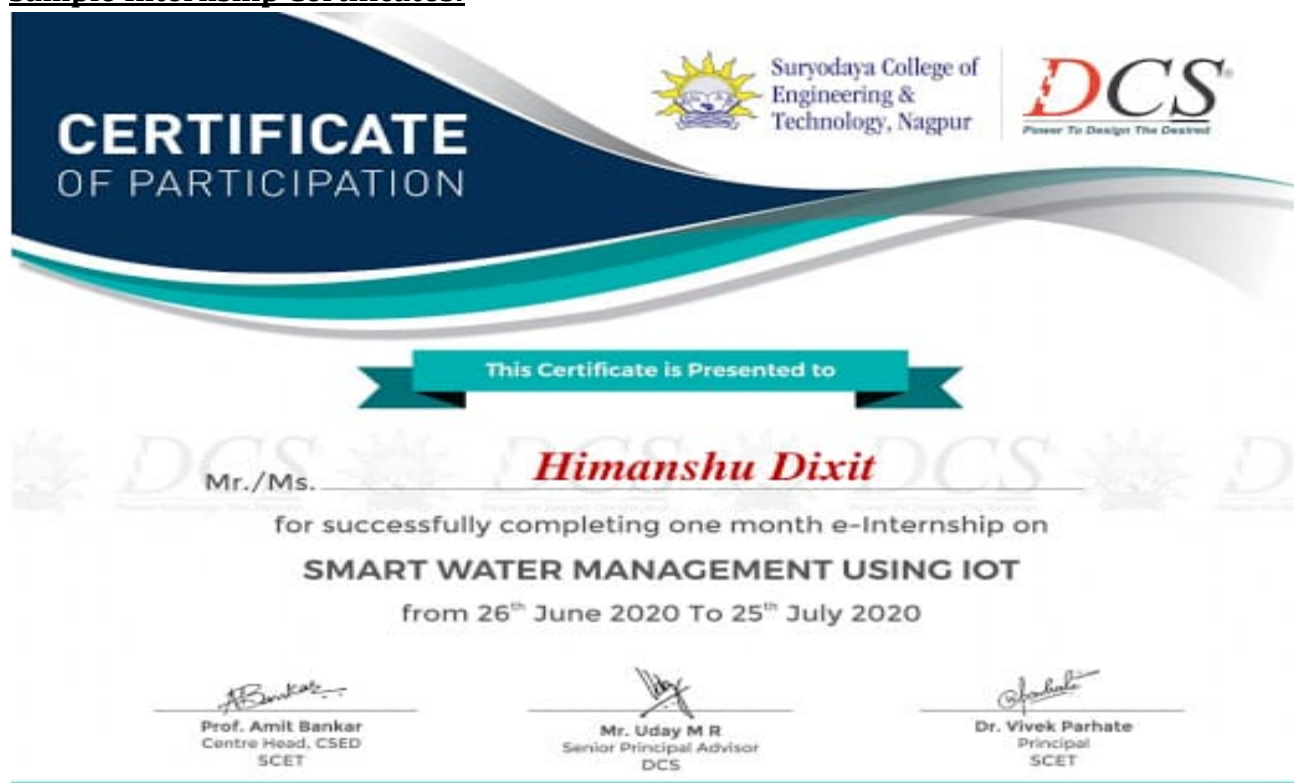 Sample Internship Certificates:
CERTIFICATE
OF PARTICIPATION
Suryodaya College of
Engineering &
Technology, Nagpur
DCS
Power To Design The Desired
This Certificate is Presented to
Mr./Ms. Himanshu Dixit
for successfully completing one month e-Internship on
SMART WATER MANAGEMENT USING IOT
from 26th June 2020 To 25th July 2020
Prof. Amit Bankar
Centre Head, CSED
SCET
Mr. Uday M R
Senior Principal Advisor
DCS
Dr. Vivek Parhate
Principal
SCET